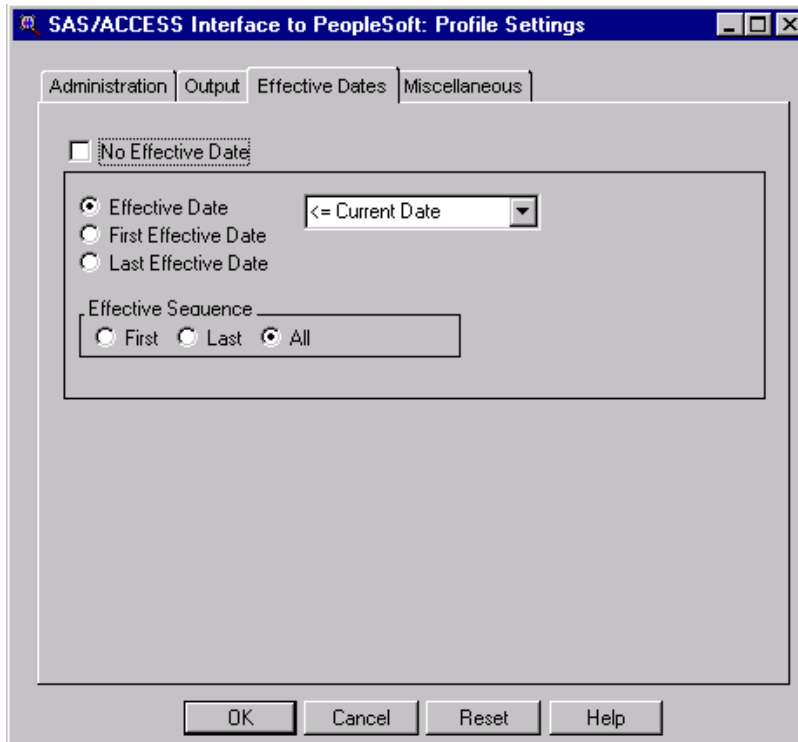 SAS/ACCESS Interface to PeopleSoft: Profile Settings
Administration Output Effective Dates Miscellaneous
No Effective Date
Effective Date <= Current Date
First Effective Date
Last Effective Date
Effective Sequence
First Last All
OK Cancel Reset Help